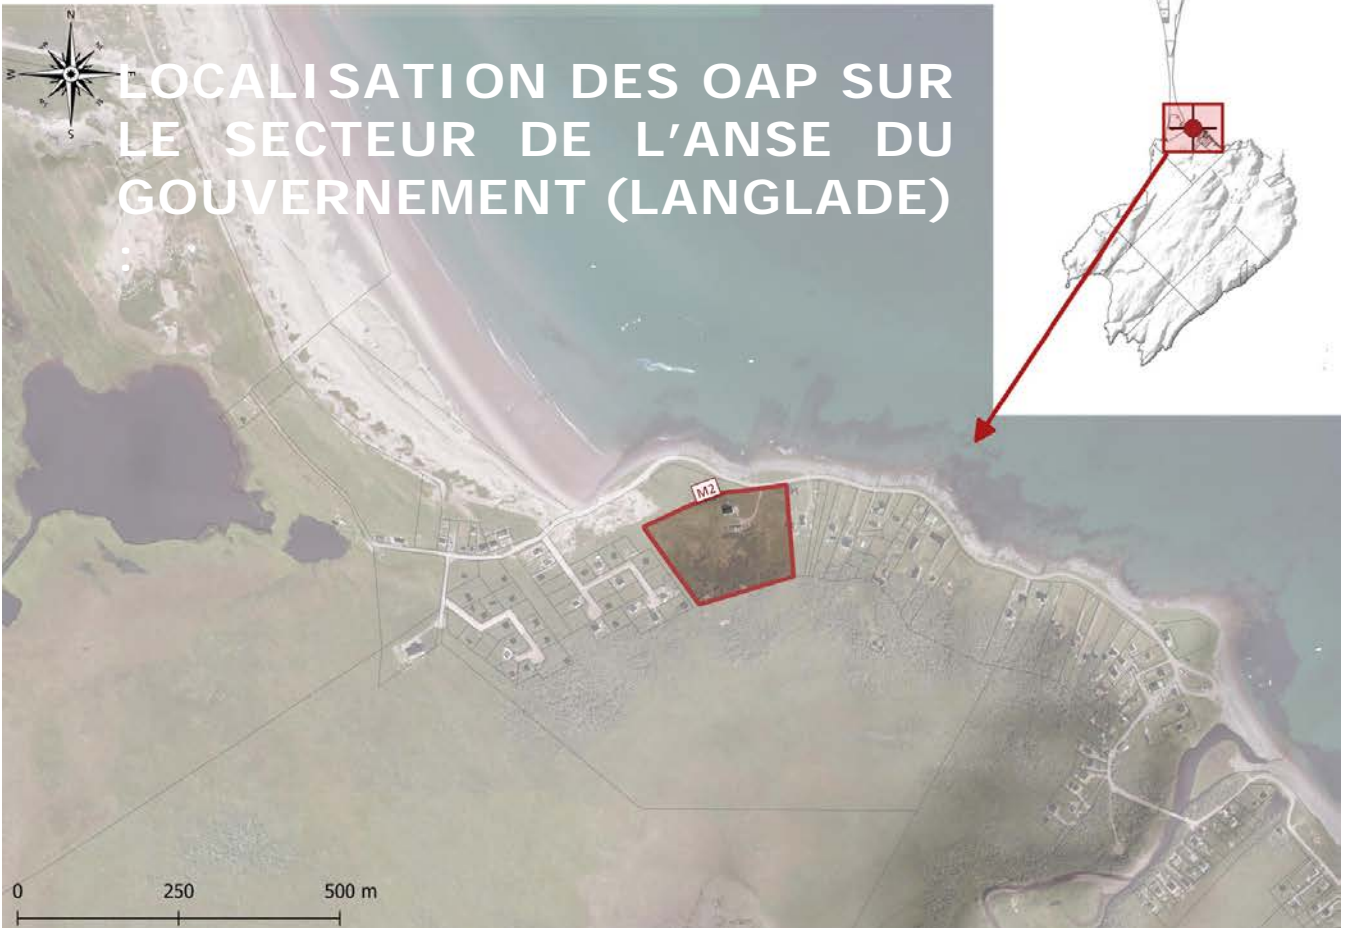 N
W
E
S
LOCALISATION DES OAP SUR
LE SECTEUR DE L'ANSE DU
GOUVERNEMENT (LANGLADE)
:
M2
0 250 500 m